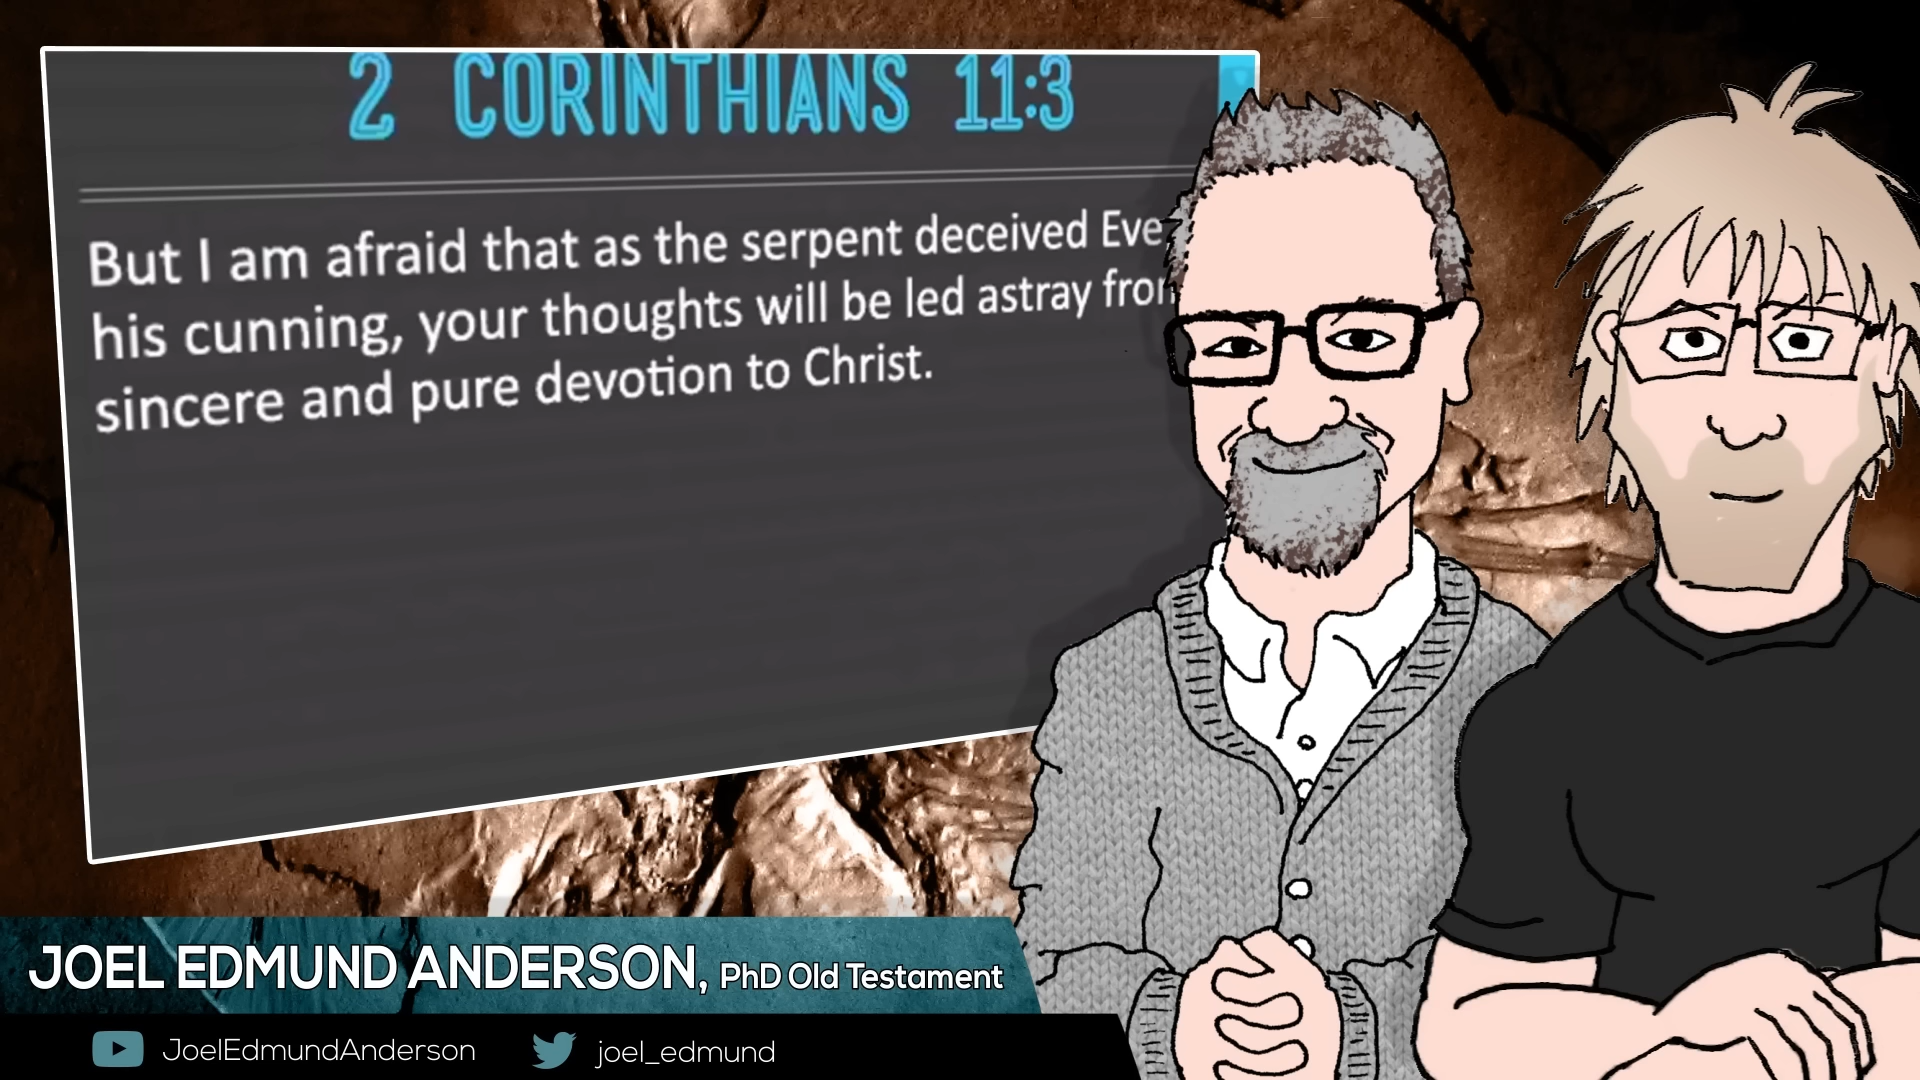 2 CORINTHIANS 11:3
But I am afraid that as the serpent deceived Eve
his cunning, your thoughts will be led astray from
sincere and pure devotion to Christ.
JOEL EDMUND ANDERSON, PhD Old Testament
JoelEdmundAnderson joel_edmund